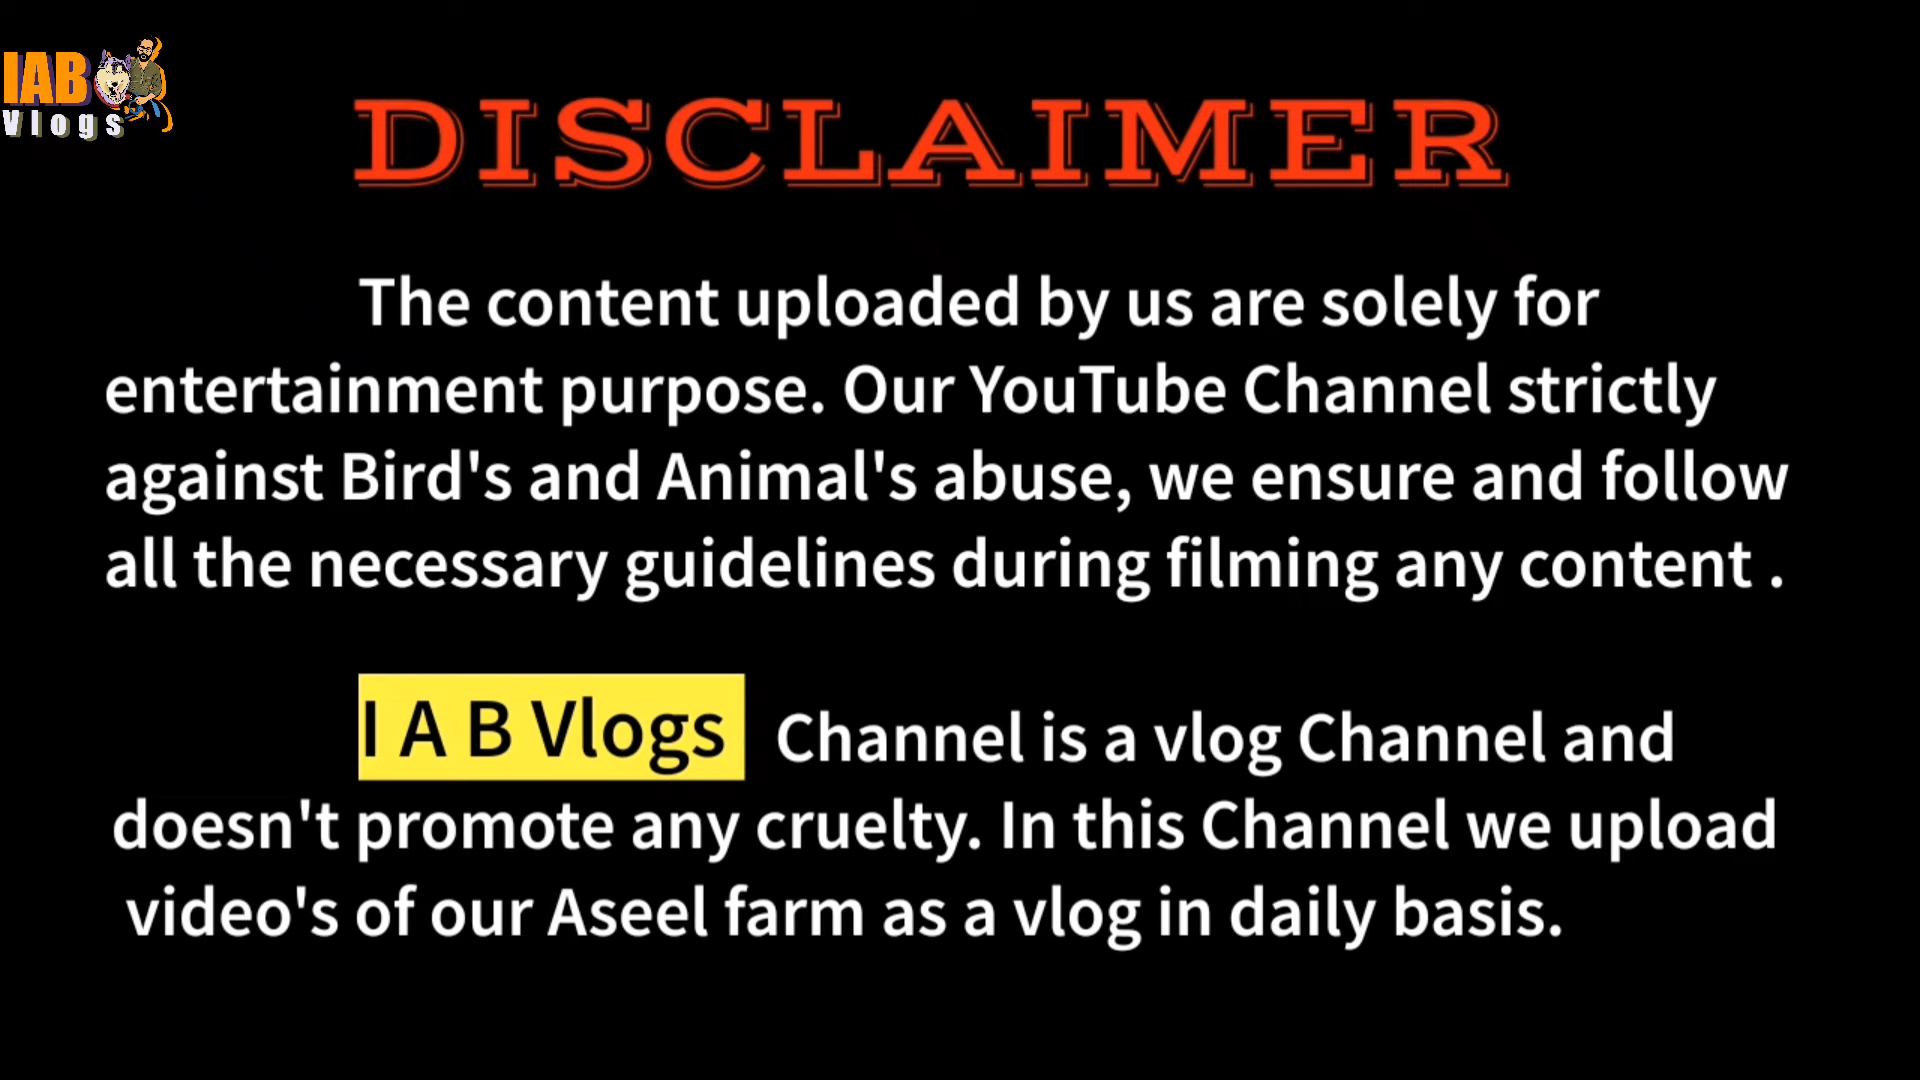 IAB
Vlogs
DISCLAIMER
The content uploaded by us are solely for
entertainment purpose. Our YouTube Channel strictly
against Bird's and Animal's abuse, we ensure and follow
all the necessary guidelines during filming any content .
I A B Vlogs Channel is a vlog Channel and
doesn't promote any cruelty. In this Channel we upload
video's of our Aseel farm as a vlog in daily basis.